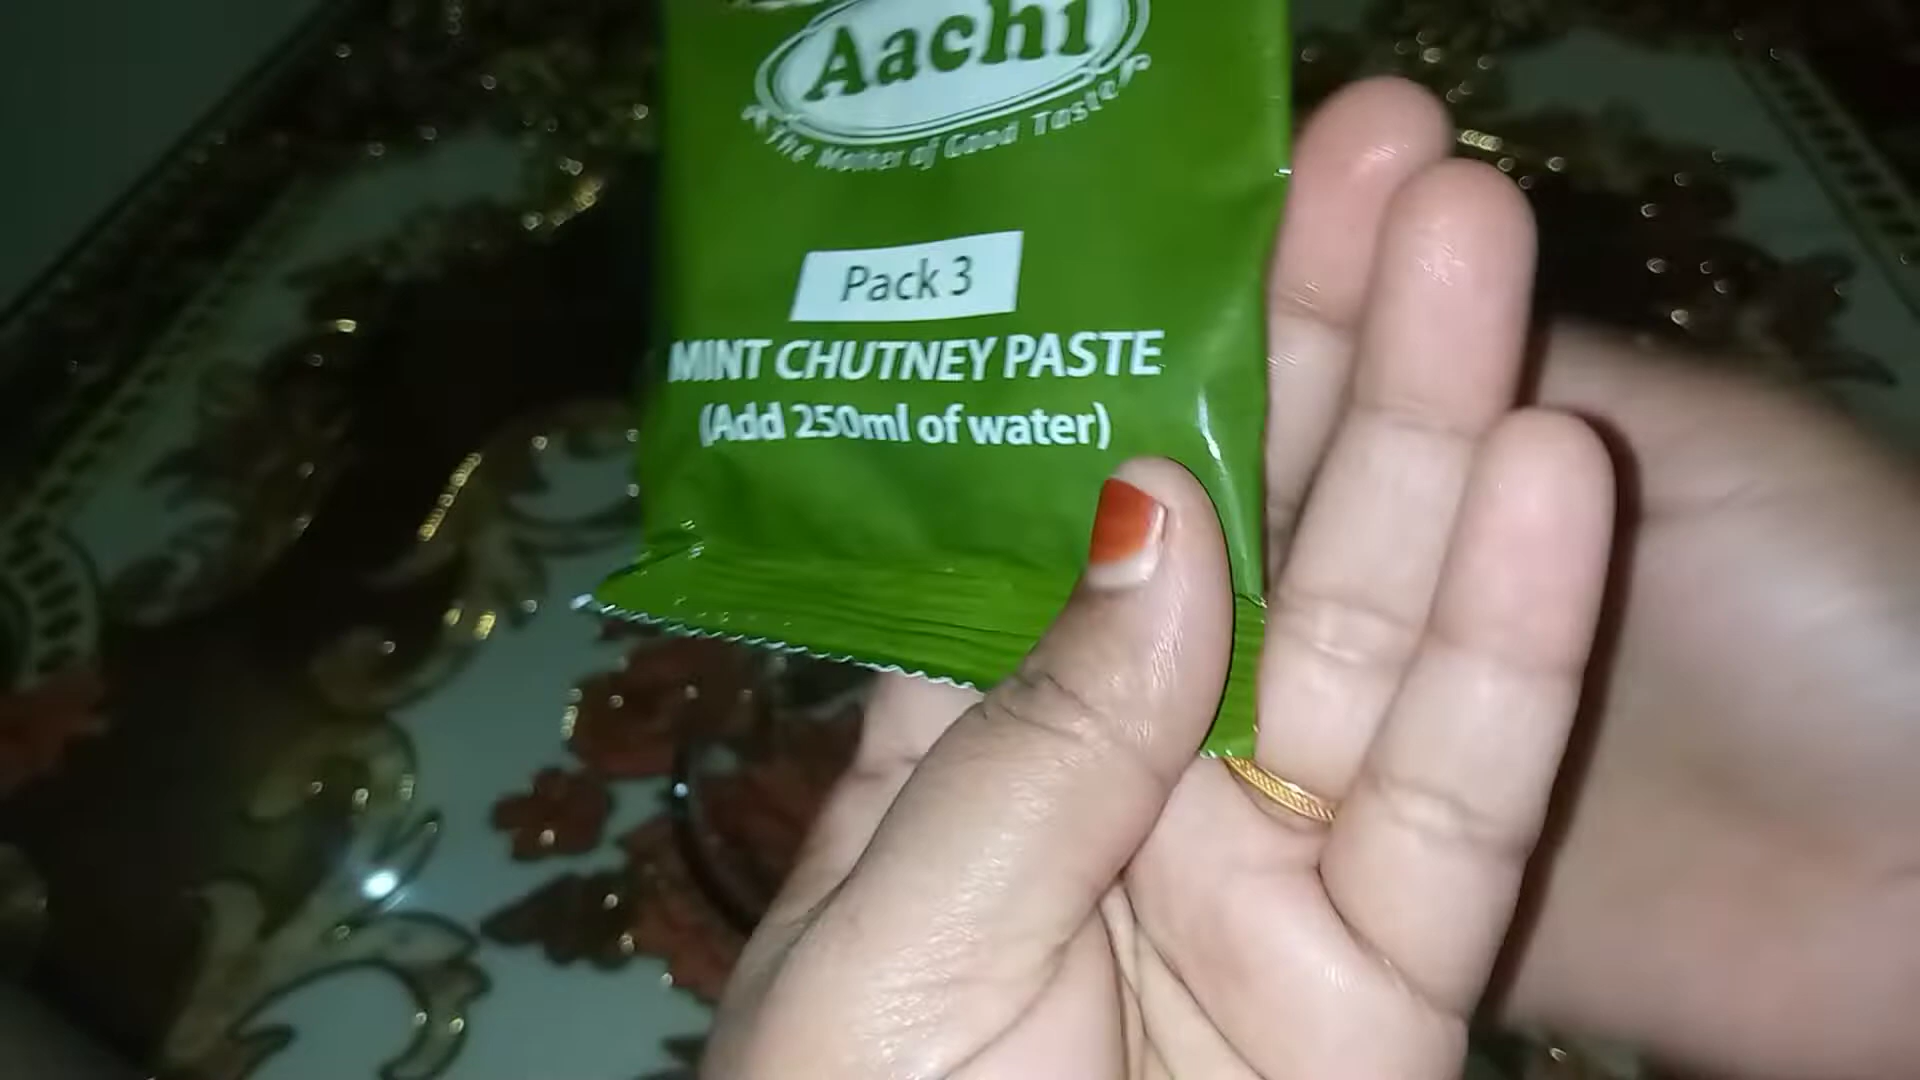 Aachi
The Mother of Good Taste
Pack 3
MINT CHUTNEY PASTE
(Add 250ml of water)